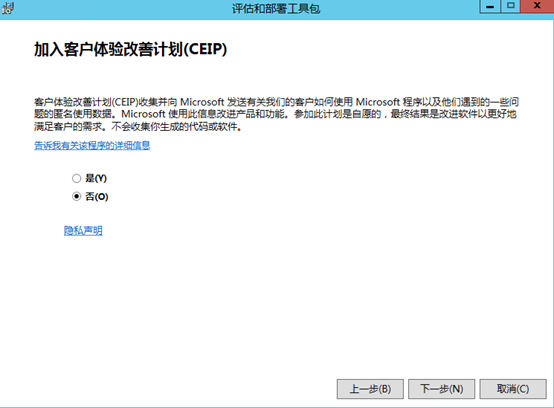 评估和部署工具包
加入客户体验改善计划(CEIP)
客户体验改善计划(CEIP)收集并向 Microsoft 发送有关我们的客户如何使用 Microsoft 程序以及他们遇到的一些问
题的匿名使用数据。Microsoft 使用此信息改进产品和功能。参加此计划是自愿的，最终结果是改进软件以更好地
满足客户的需求。不会收集你生成的代码或软件。
告诉我有关该程序的详细信息
是(Y)
否(O)
隐私声明
上一步(B) 下一步(N) 取消(C)